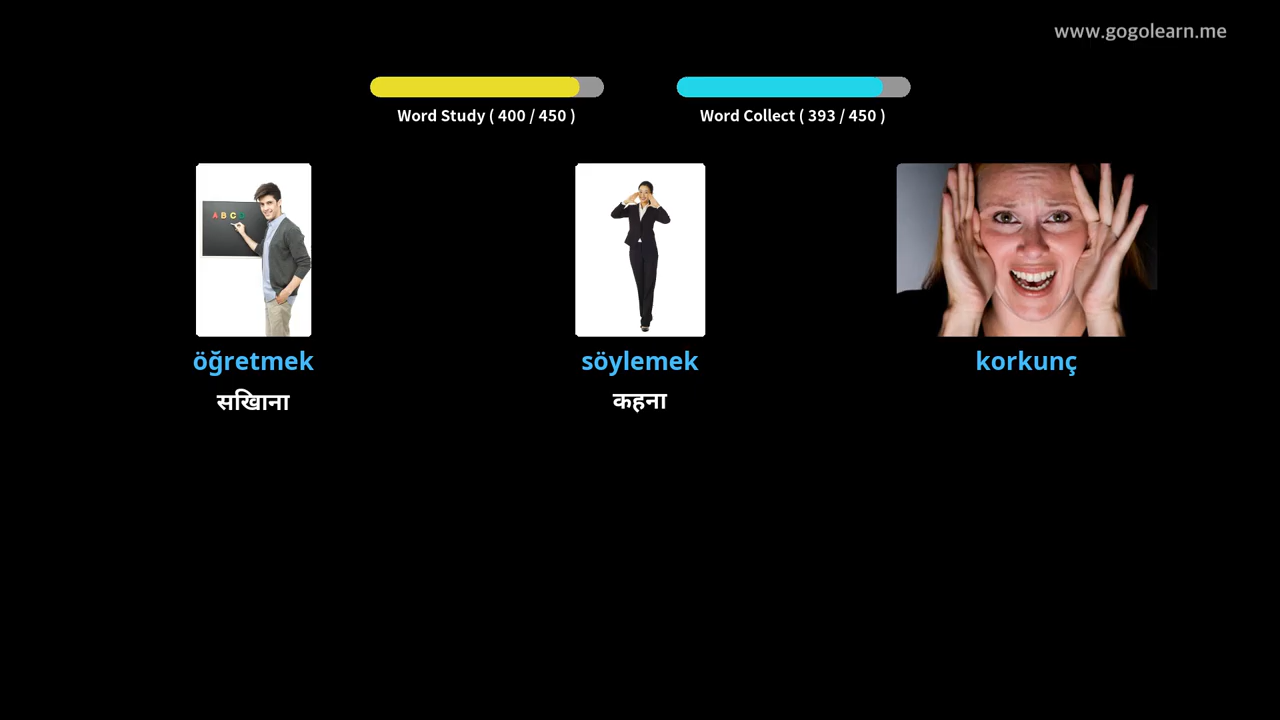 www.gogolearn.me
Word Study ( 400 / 450 )
Word Collect ( 393 / 450 )
A B C D
öğretmek
söylemek
korkunç
सिखाना
कहना